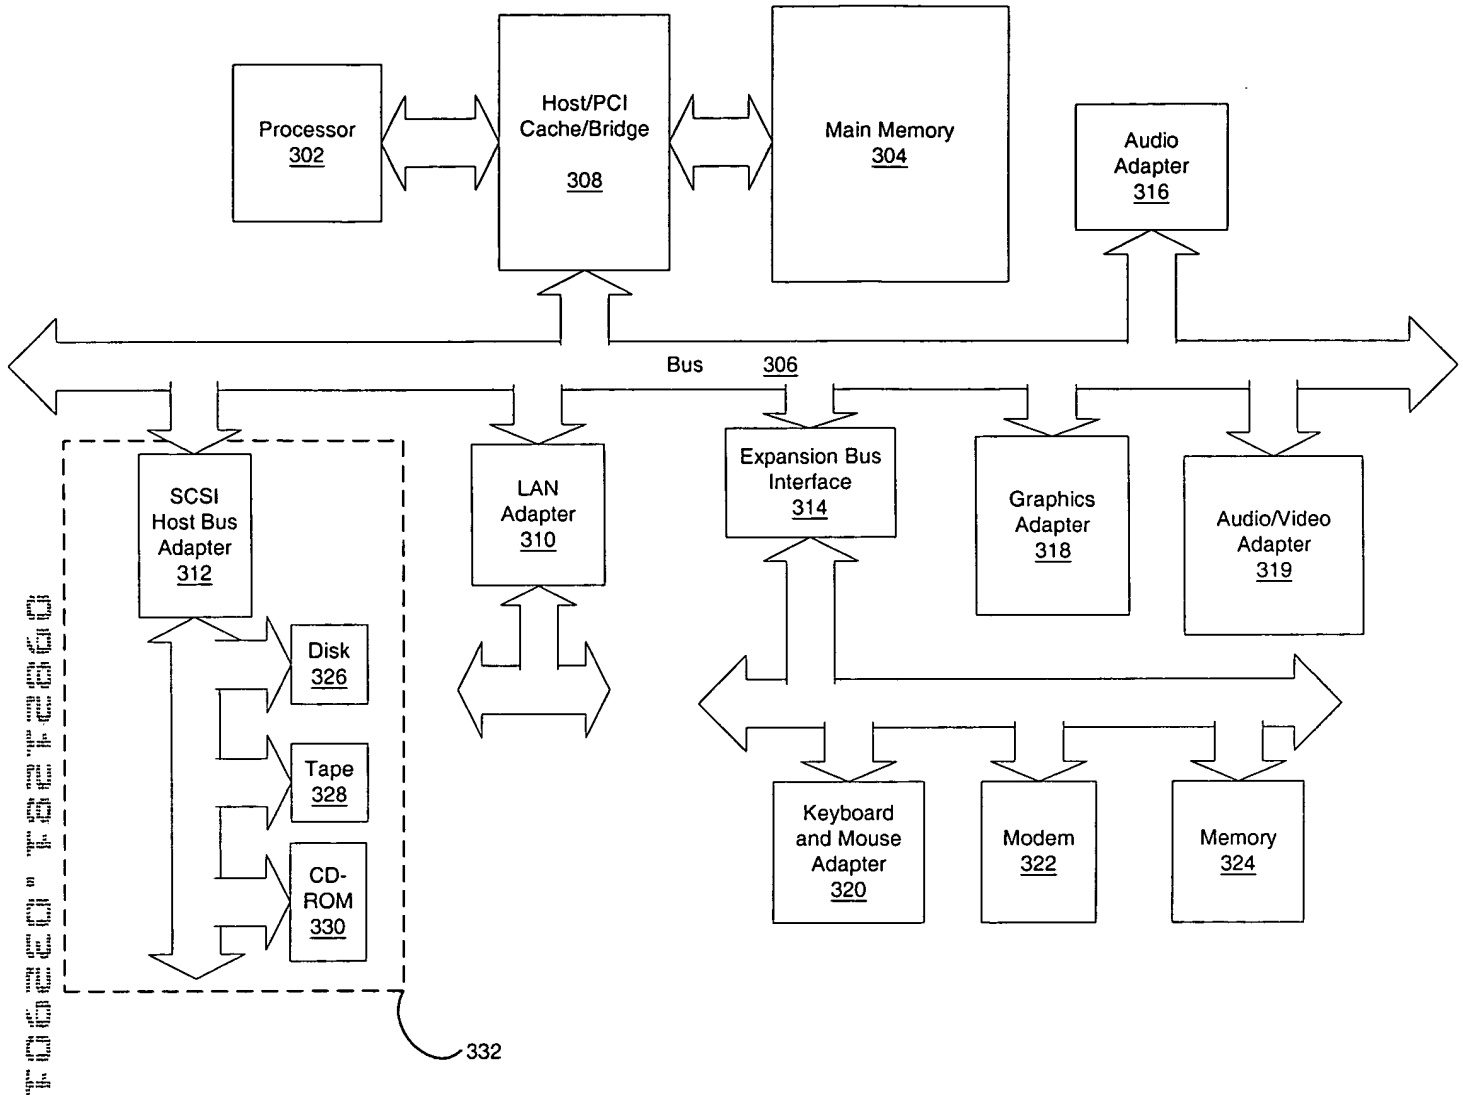 Processor
302
Host/PCI
Cache/Bridge
308
Main Memory
304
Audio
Adapter
316
Bus 306
SCSI
Host Bus
Adapter
312
LAN
Adapter
310
Expansion Bus
Interface
314
Graphics
Adapter
318
Audio/Video
Adapter
319
Disk
326
Tape
328
CD-
ROM
330
Keyboard
and Mouse
Adapter
320
Modem
322
Memory
324
332